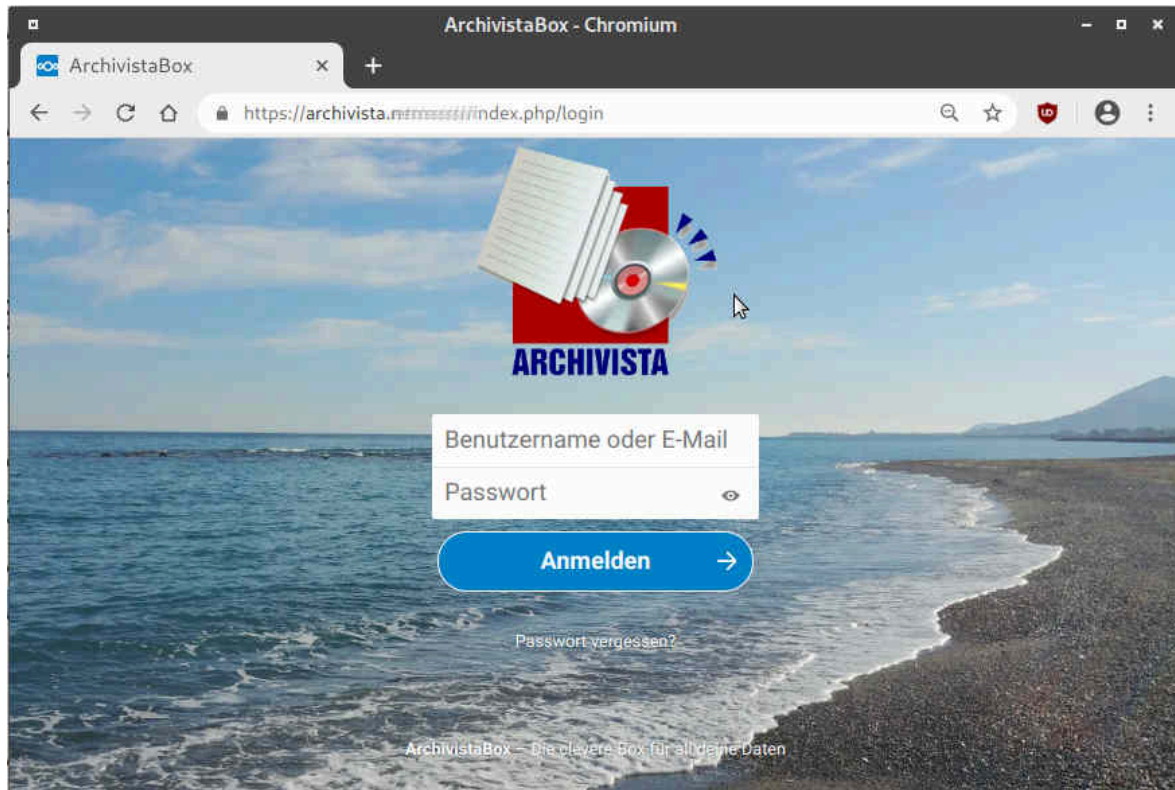 ArchivistaBox - Chromium
ArchivistaBox
https://archivista. index.php/login
ARCHIVISTA
Benutzername oder E-Mail
Passwort
Anmelden
Passwort vergessen?
ArchivistaBox – Die clevere Box für all deine Daten